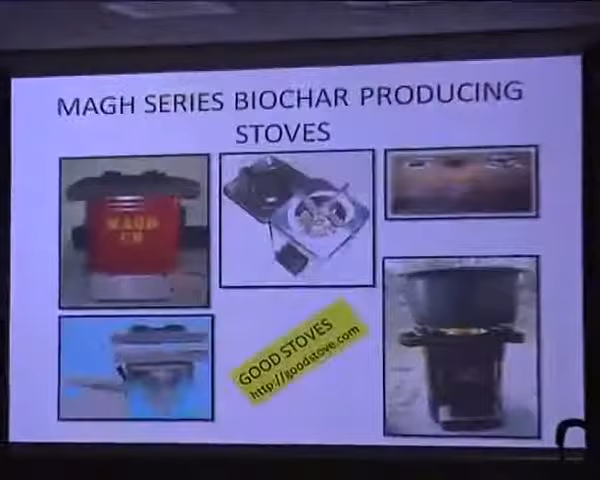 MAGH SERIES BIOCHAR PRODUCING
STOVES
MAGH
GOOD STOVES
http://goodstove.com